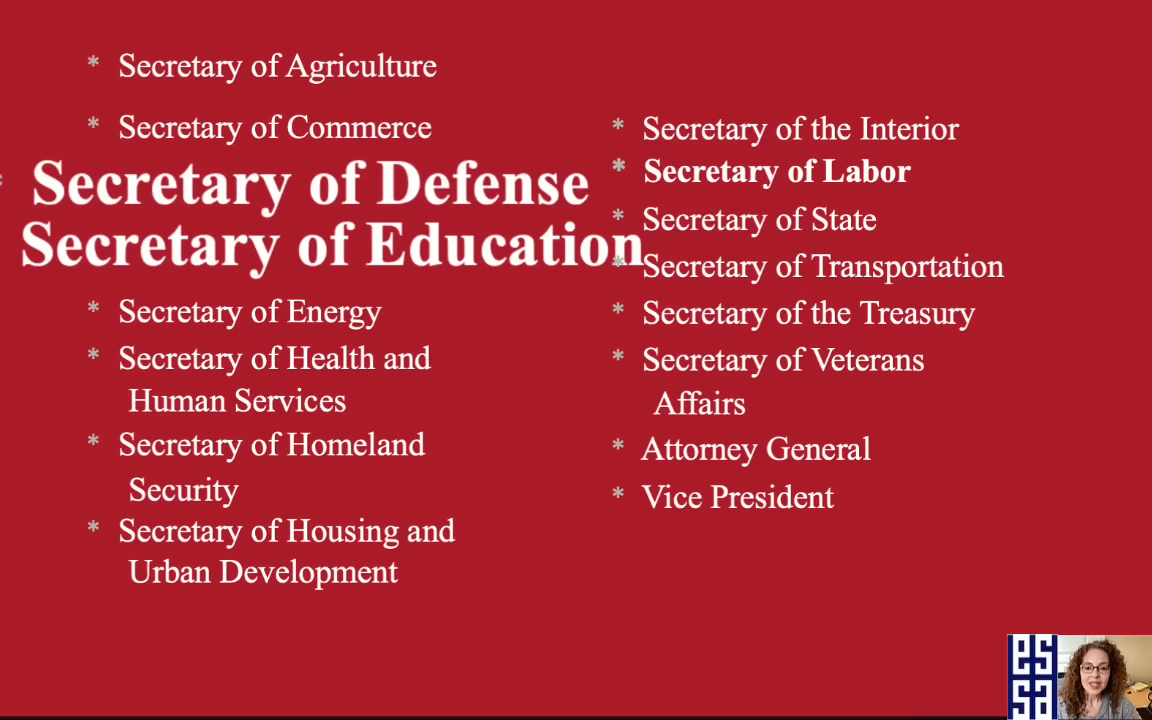 * Secretary of Agriculture
* Secretary of Commerce
* Secretary of Defense
Secretary of Education
* Secretary of Energy
* Secretary of Health and
Human Services
* Secretary of Homeland
Security
* Secretary of Housing and
Urban Development
* Secretary of the Interior
* Secretary of Labor
* Secretary of State
* Secretary of Transportation
* Secretary of the Treasury
* Secretary of Veterans
Affairs
* Attorney General
* Vice President